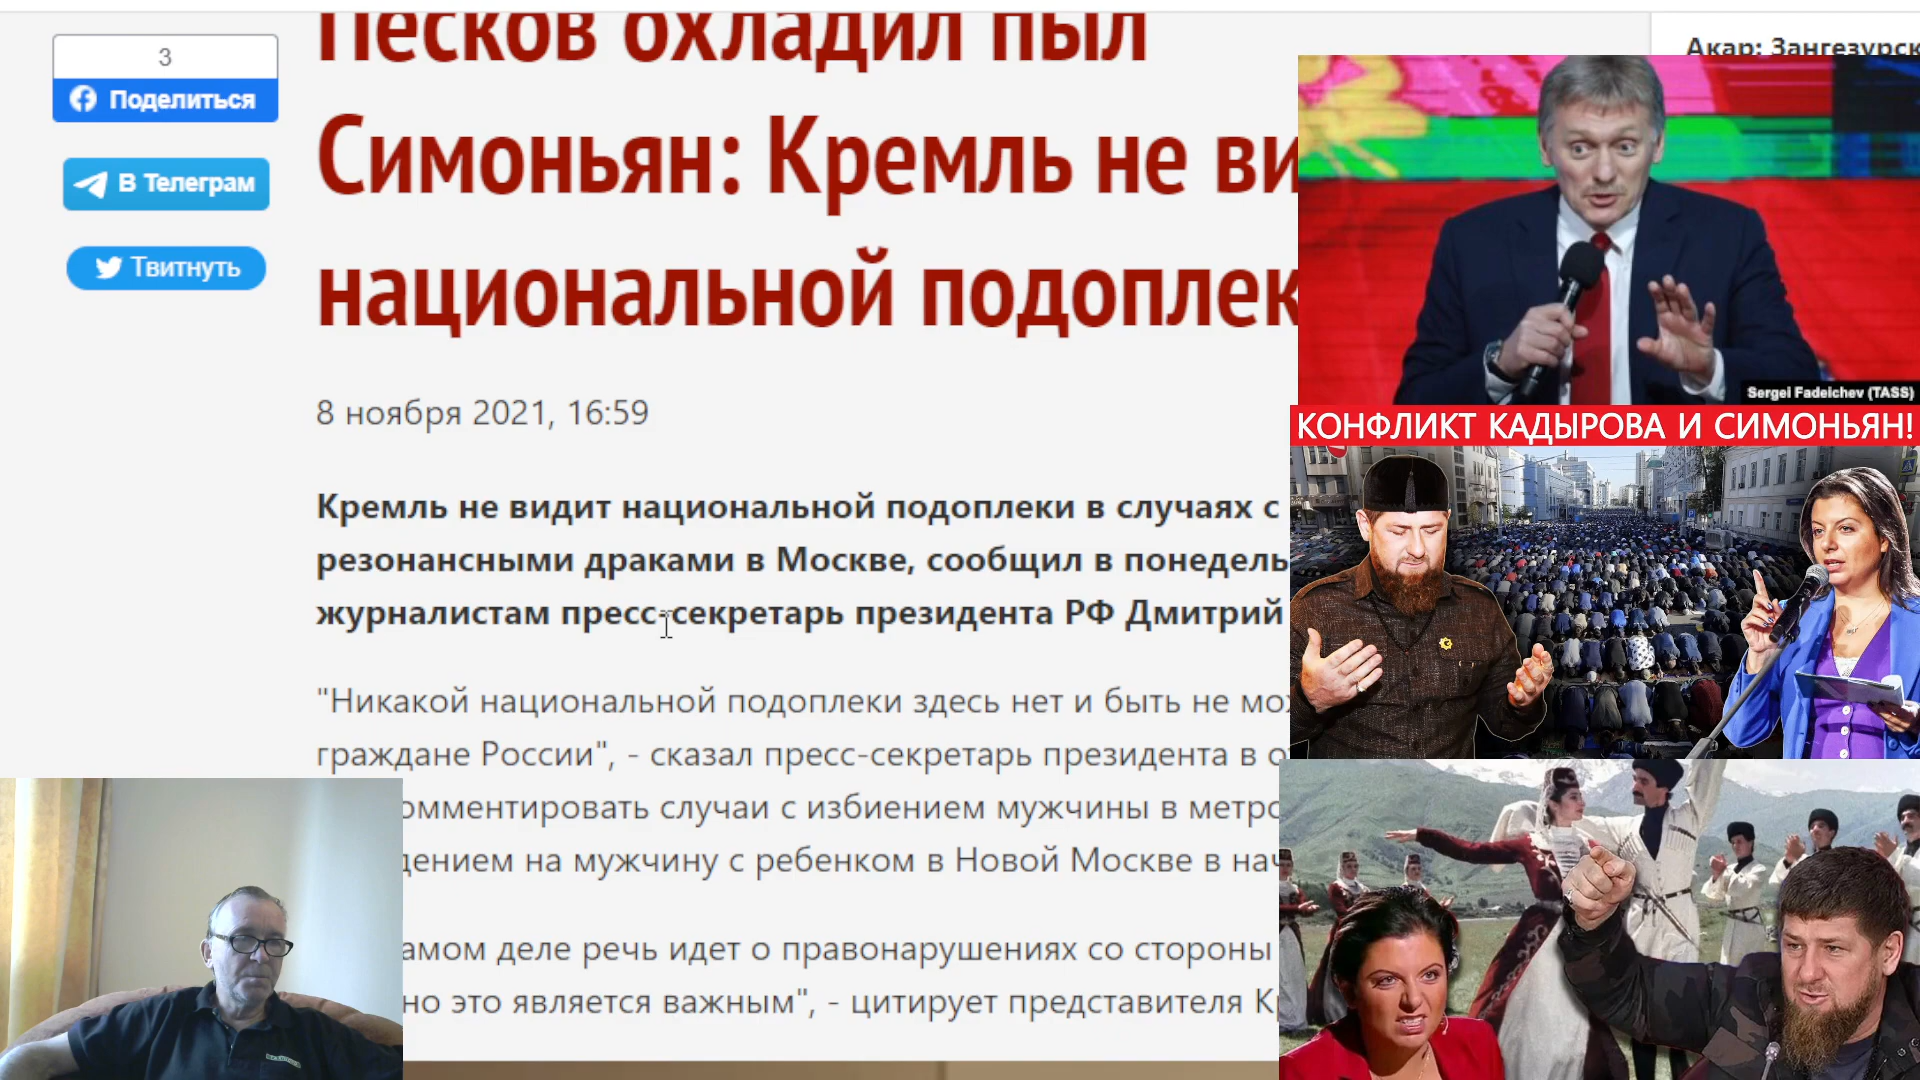 3
Поделиться
В Телеграм
Твитнуть
Песков охладил пыл
Симоньян: Кремль не ви
национальной подоплек
8 ноября 2021, 16:59
Кремль не видит национальной подоплеки в случаях с
резонансными драками в Москве, сообщил в понедель
журналистам пресс-секретарь президента РФ Дмитрий
"Никакой национальной подоплеки здесь нет и быть не мо
граждане России", - сказал пресс-секретарь президента в о
омментировать случаи с избиением мужчины в метро
дением на мужчину с ребенком в Новой Москве в нач
амом деле речь идет о правонарушениях со стороны
но это является важным", - цитирует представителя К
Акар: Зангезурск
Sergei Fadeichev (TASS)
КОНФЛИКТ КАДЫРОВА И СИМОНЬЯН!